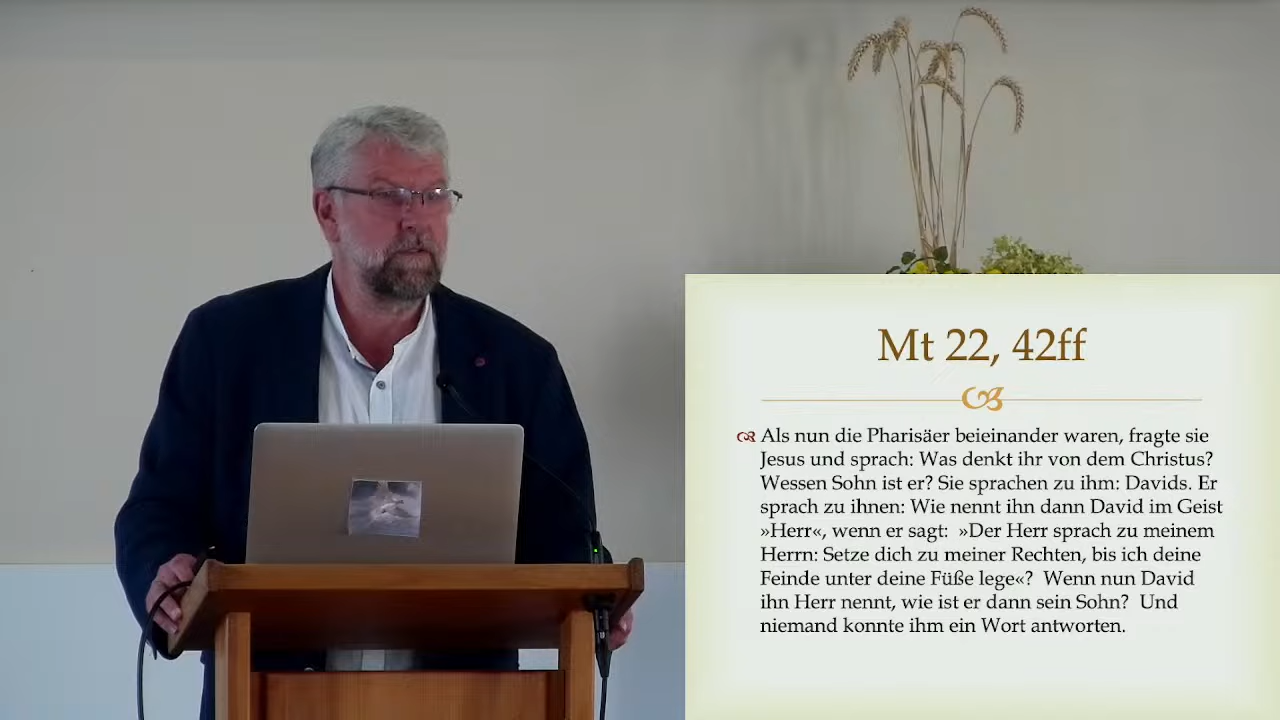 Mt 22, 42ff
Als nun die Pharisäer beieinander waren, fragte sie
Jesus und sprach: Was denkt ihr von dem Christus?
Wessen Sohn ist er? Sie sprachen zu ihm: Davids. Er
sprach zu ihnen: Wie nennt ihn dann David im Geist
»Herr«, wenn er sagt:  »Der Herr sprach zu meinem
Herrn: Setze dich zu meiner Rechten, bis ich deine
Feinde unter deine Füße lege«?  Wenn nun David
ihn Herr nennt, wie ist er dann sein Sohn?  Und
niemand konnte ihm ein Wort antworten.